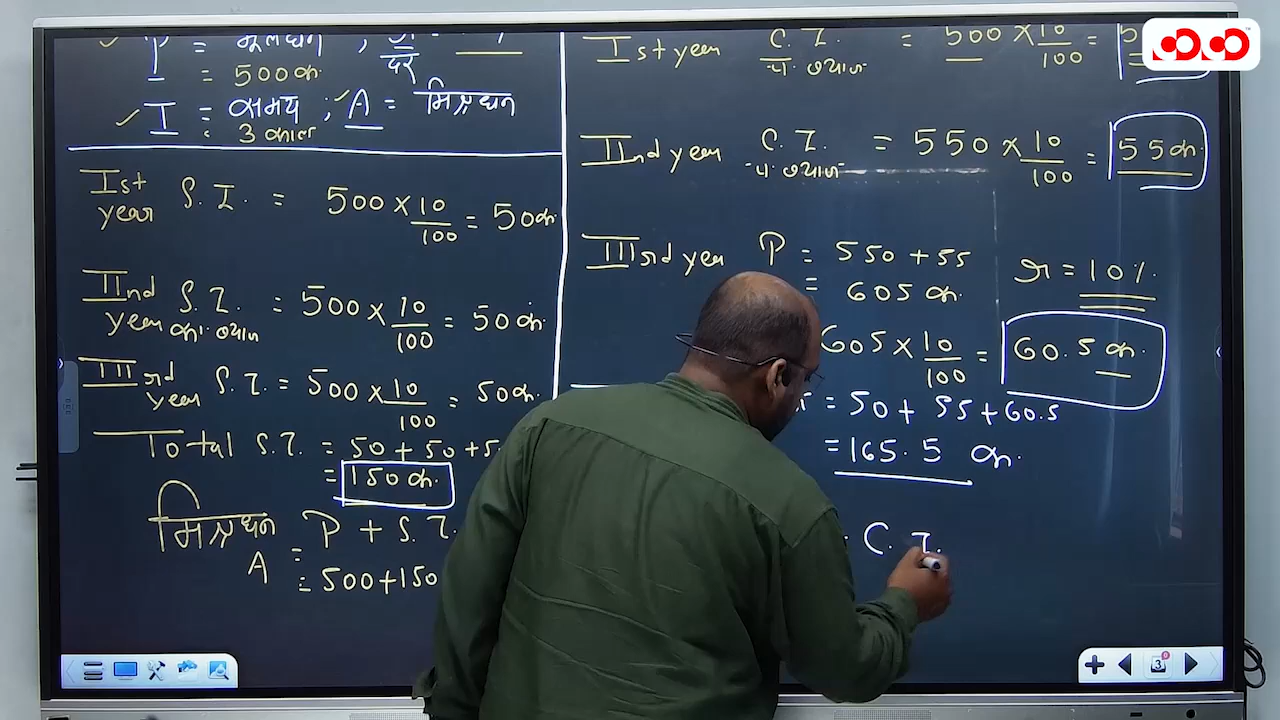 P = मूलधन ;
= 500 रू. दर
T = समय ; A = मिश्रधन
= 3 साल
Ist year S.I. = 500 × 10/100 = 50 रू.
IInd year S.I. का ब्याज = 500 × 10/100 = 50 रू.
IIIrd year S.I. = 500 × 10/100 = 50 रू.
Total S.I. = 50 + 50 + 5
= 150 रू.
मिश्रधन A = P + S.I.
= 500 + 150
Ist year C.I. च. ब्याज = 500 × 10/100 = 5
IInd year C.I. च. ब्याज = 550 × 10/100 = 55 रू.
IIIrd year P = 550 + 55 r = 10%
= 605 रू.
605 × 10/100 = 60.5 रू.
= 50 + 55 + 60.5
= 165.5 रू.
C. I.
3